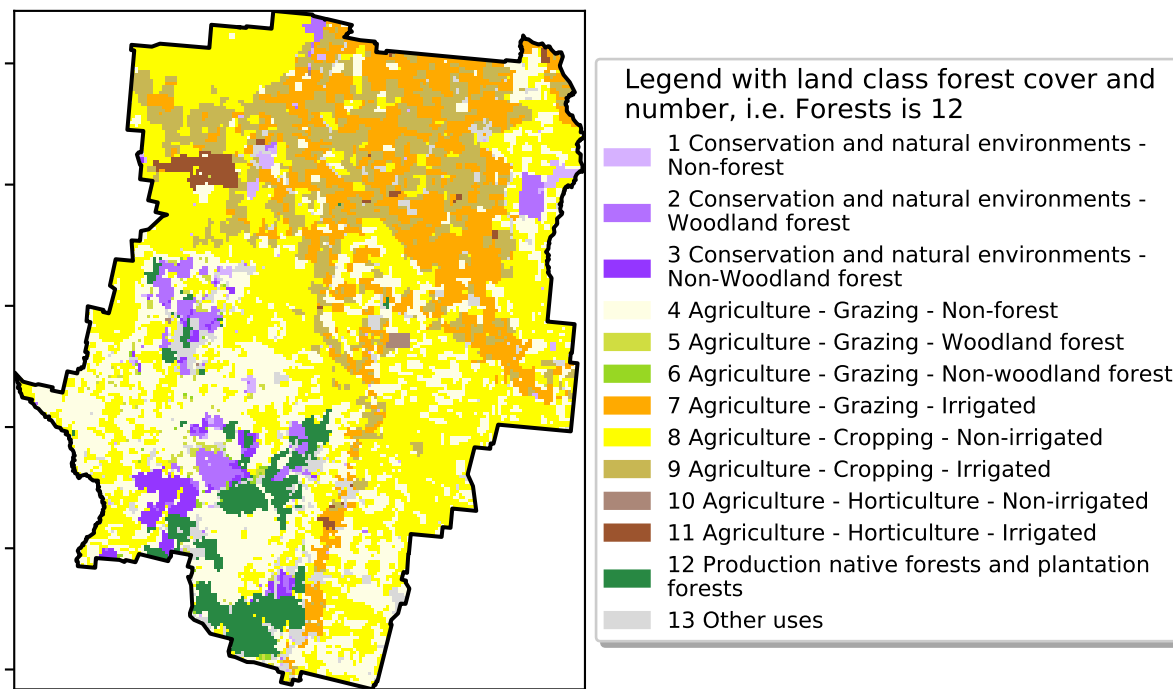 Legend with land class forest cover and
number, i.e. Forests is 12
1 Conservation and natural environments -
Non-forest
2 Conservation and natural environments -
Woodland forest
3 Conservation and natural environments -
Non-Woodland forest
4 Agriculture - Grazing - Non-forest
5 Agriculture - Grazing - Woodland forest
6 Agriculture - Grazing - Non-woodland forest
7 Agriculture - Grazing - Irrigated
8 Agriculture - Cropping - Non-irrigated
9 Agriculture - Cropping - Irrigated
10 Agriculture - Horticulture - Non-irrigated
11 Agriculture - Horticulture - Irrigated
12 Production native forests and plantation
forests
13 Other uses